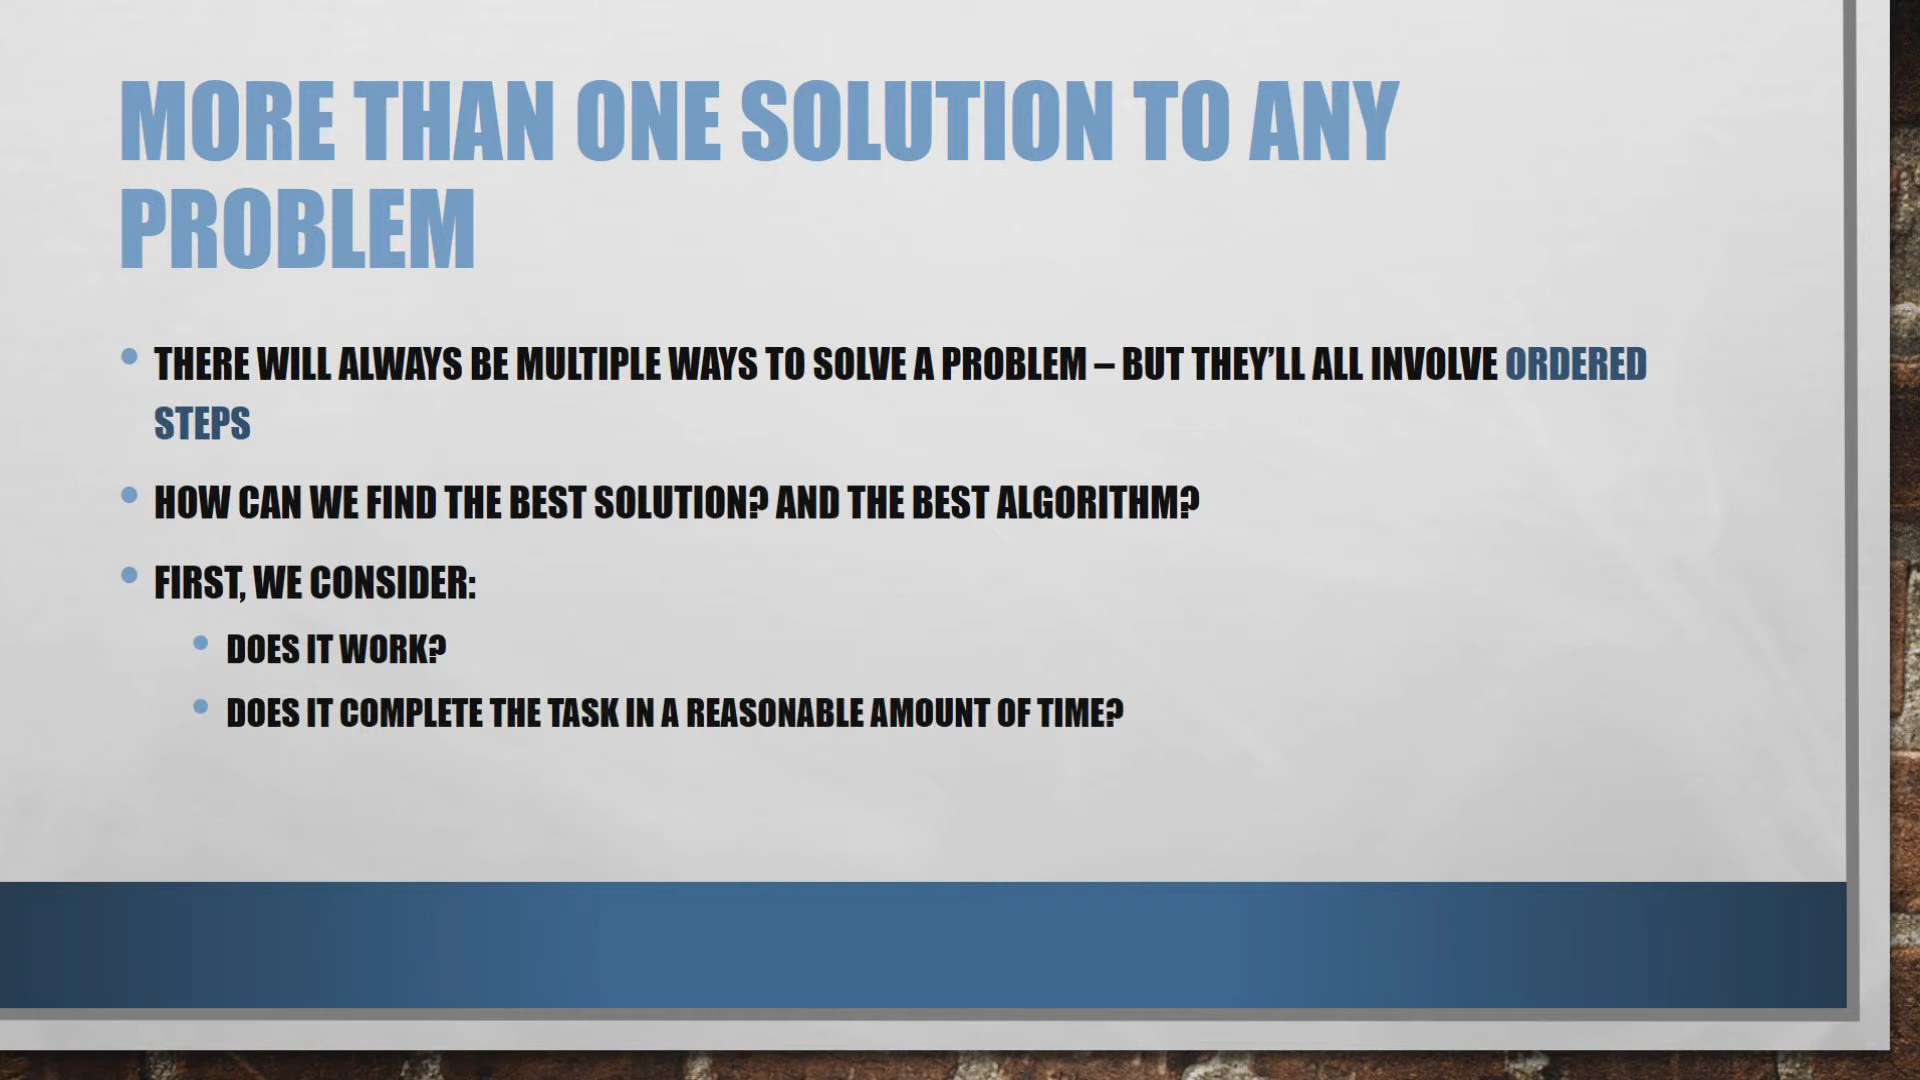 MORE THAN ONE SOLUTION TO ANY
PROBLEM
• THERE WILL ALWAYS BE MULTIPLE WAYS TO SOLVE A PROBLEM – BUT THEY’LL ALL INVOLVE ORDERED
STEPS
• HOW CAN WE FIND THE BEST SOLUTION? AND THE BEST ALGORITHM?
• FIRST, WE CONSIDER:
• DOES IT WORK?
• DOES IT COMPLETE THE TASK IN A REASONABLE AMOUNT OF TIME?